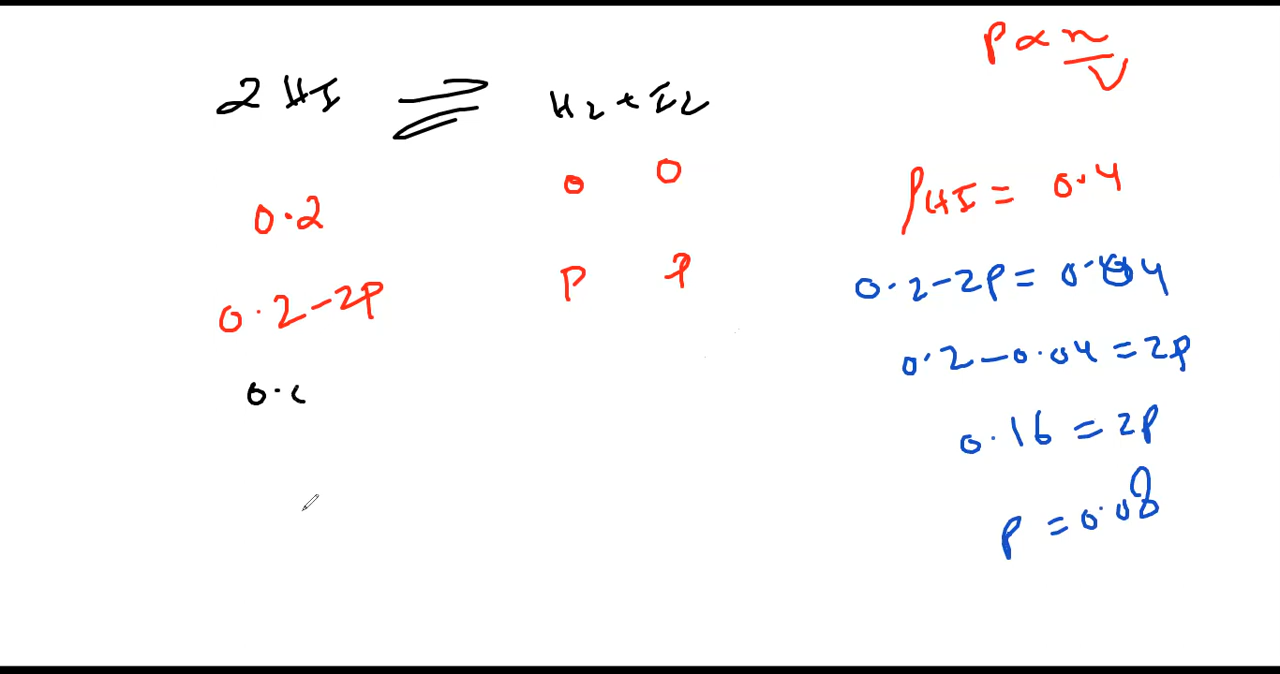 P ∝ n/V
2HI ⇌ H2 + I2
0.2 0 0
PHI = 0.4
0.2-2P P P
0.2-2P = 0.04
0.2-0.04 = 2P
0.16 = 2P
P = 0.08